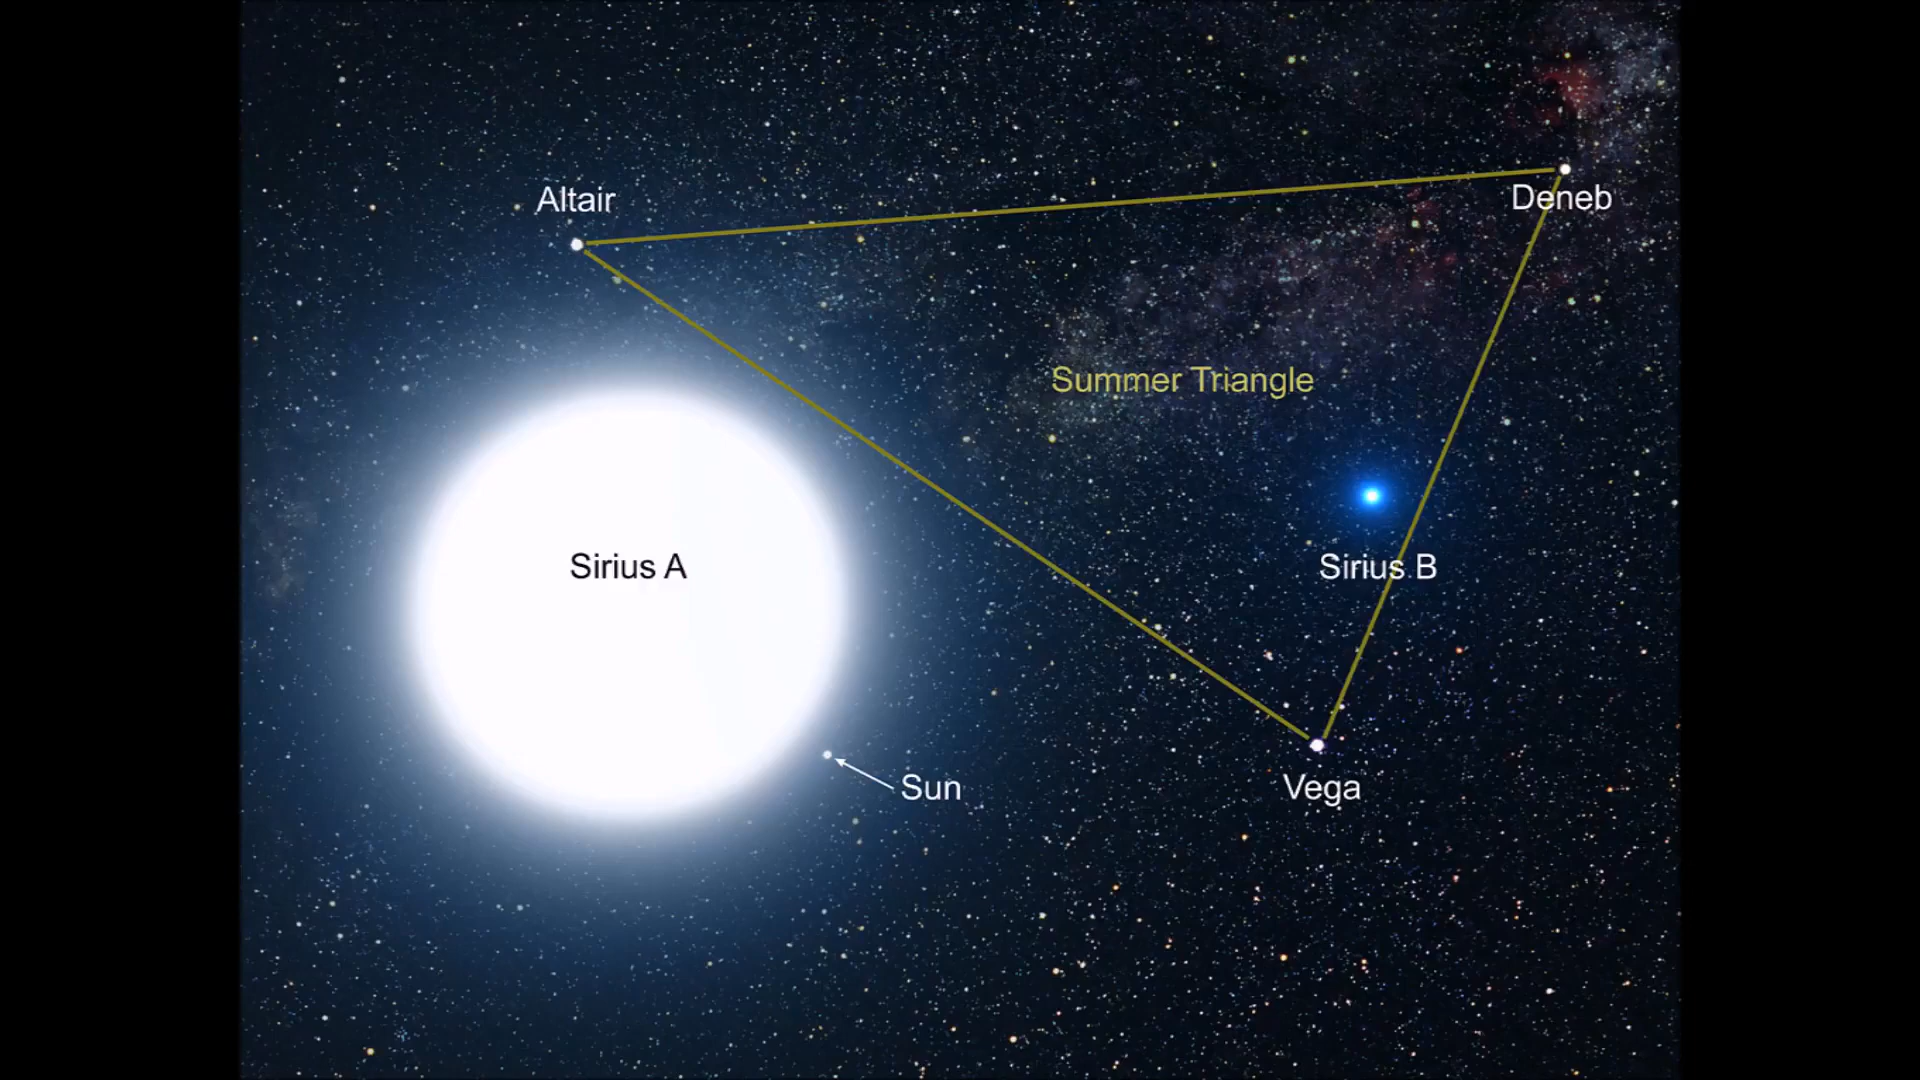 Altair
Deneb
Summer Triangle
Sirius A
Sirius B
Sun
Vega